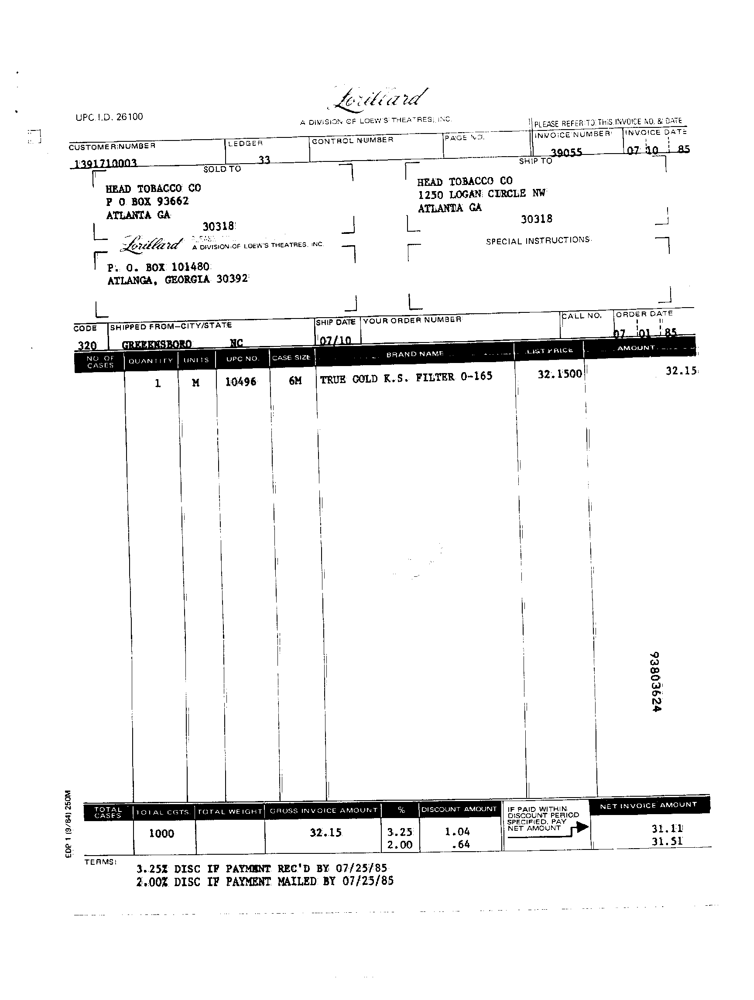 Lorillard
UPC I.D. 26100
A DIVISION OF LOEW'S THEATRES, INC.
PLEASE REFER TO THIS INVOICE NO. & DATE
CUSTOMER NUMBER LEDGER CONTROL NUMBER PAGE NO. INVOICE NUMBER INVOICE DATE
1391710003 33 39055 07 10 85
SOLD TO SHIP TO
HEAD TOBACCO CO HEAD TOBACCO CO
P O BOX 93662 1250 LOGAN CIRCLE NW
ATLANTA GA ATLANTA GA
30318 30318
Lorillard A DIVISION OF LOEW'S THEATRES, INC. SPECIAL INSTRUCTIONS
P. O. BOX 101480
ATLANGA, GEORGIA 30392
CODE SHIPPED FROM—CITY/STATE SHIP DATE YOUR ORDER NUMBER CALL NO. ORDER DATE
320 GREEENSBORO NC 07/10 07 01 85
NO. OF CASES QUANTITY UNITS UPC NO. CASE SIZE BRAND NAME LIST PRICE AMOUNT
1 M 10496 6M TRUE GOLD K.S. FILTER 0-165 32.1500 32.15
93803624
EDP 1 (9/84) 250M
TOTAL CASES TOTAL CGTS TOTAL WEIGHT GROSS INVOICE AMOUNT % DISCOUNT AMOUNT IF PAID WITHIN DISCOUNT PERIOD SPECIFIED, PAY NET AMOUNT NET INVOICE AMOUNT
1000 32.15 3.25 1.04 31.11
2.00 .64 31.51
TERMS:
3.25% DISC IF PAYMENT REC'D BY 07/25/85
2.00% DISC IF PAYMENT MAILED BY 07/25/85